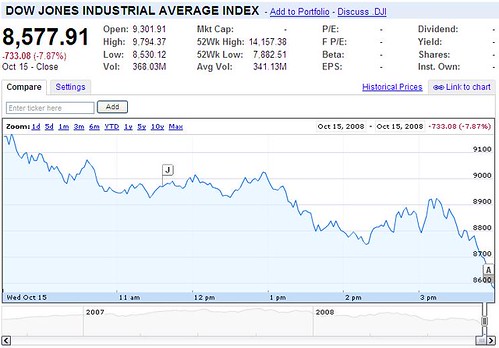 DOW JONES INDUSTRIAL AVERAGE INDEX - Add to Portfolio - Discuss .DJI
8,577.91
-733.08 (-7.87%)
Oct 15 - Close
Open: 9,301.91
High: 9,794.37
Low: 8,530.12
Vol: 368.03M
Mkt Cap: -
52Wk High: 14,157.38
52Wk Low: 7,882.51
Avg Vol: 341.13M
P/E: -
F P/E: -
Beta: -
EPS: -
Dividend: -
Yield: -
Shares: -
Inst. Own: -
Compare Settings Historical Prices Link to chart
Enter ticker here Add
Zoom: 1d 5d 1m 3m 6m YTD 1y 5y 10y Max Oct 15, 2008 - Oct 15, 2008 -733.08 (-7.87%)
9100
J
9000
8900
8800
8700
A
8600
Wed Oct 15 11 am 12 pm 1 pm 2 pm 3 pm
2007 2008